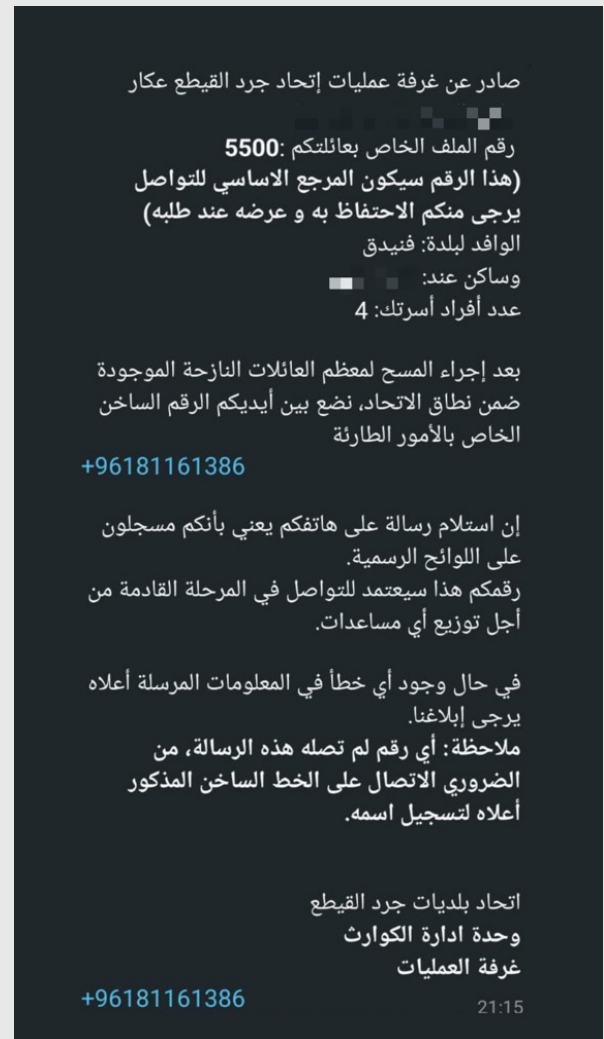 صادر عن غرفة عمليات إتحاد جرد القيطع عكار
رقم الملف الخاص بعائلتكم :5500
(هذا الرقم سيكون المرجع الاساسي للتواصل
يرجى منكم الاحتفاظ به و عرضه عند طلبه)
الوافد لبلدة: فنيدق
وساكن عند:
عدد أفراد أسرتك: 4
بعد إجراء المسح لمعظم العائلات النازحة الموجودة
ضمن نطاق الاتحاد، نضع بين أيديكم الرقم الساخن
الخاص بالأمور الطارئة
+96181161386
إن استلام رسالة على هاتفكم يعني بأنكم مسجلون
على اللوائح الرسمية.
رقمكم هذا سيعتمد للتواصل في المرحلة القادمة من
أجل توزيع أي مساعدات.
في حال وجود أي خطأ في المعلومات المرسلة أعلاه
يرجى إبلاغنا.
ملاحظة: أي رقم لم تصله هذه الرسالة، من
الضروري الاتصال على الخط الساخن المذكور
أعلاه لتسجيل اسمه.
اتحاد بلديات جرد القيطع
وحدة ادارة الكوارث
غرفة العمليات
+96181161386
21:15